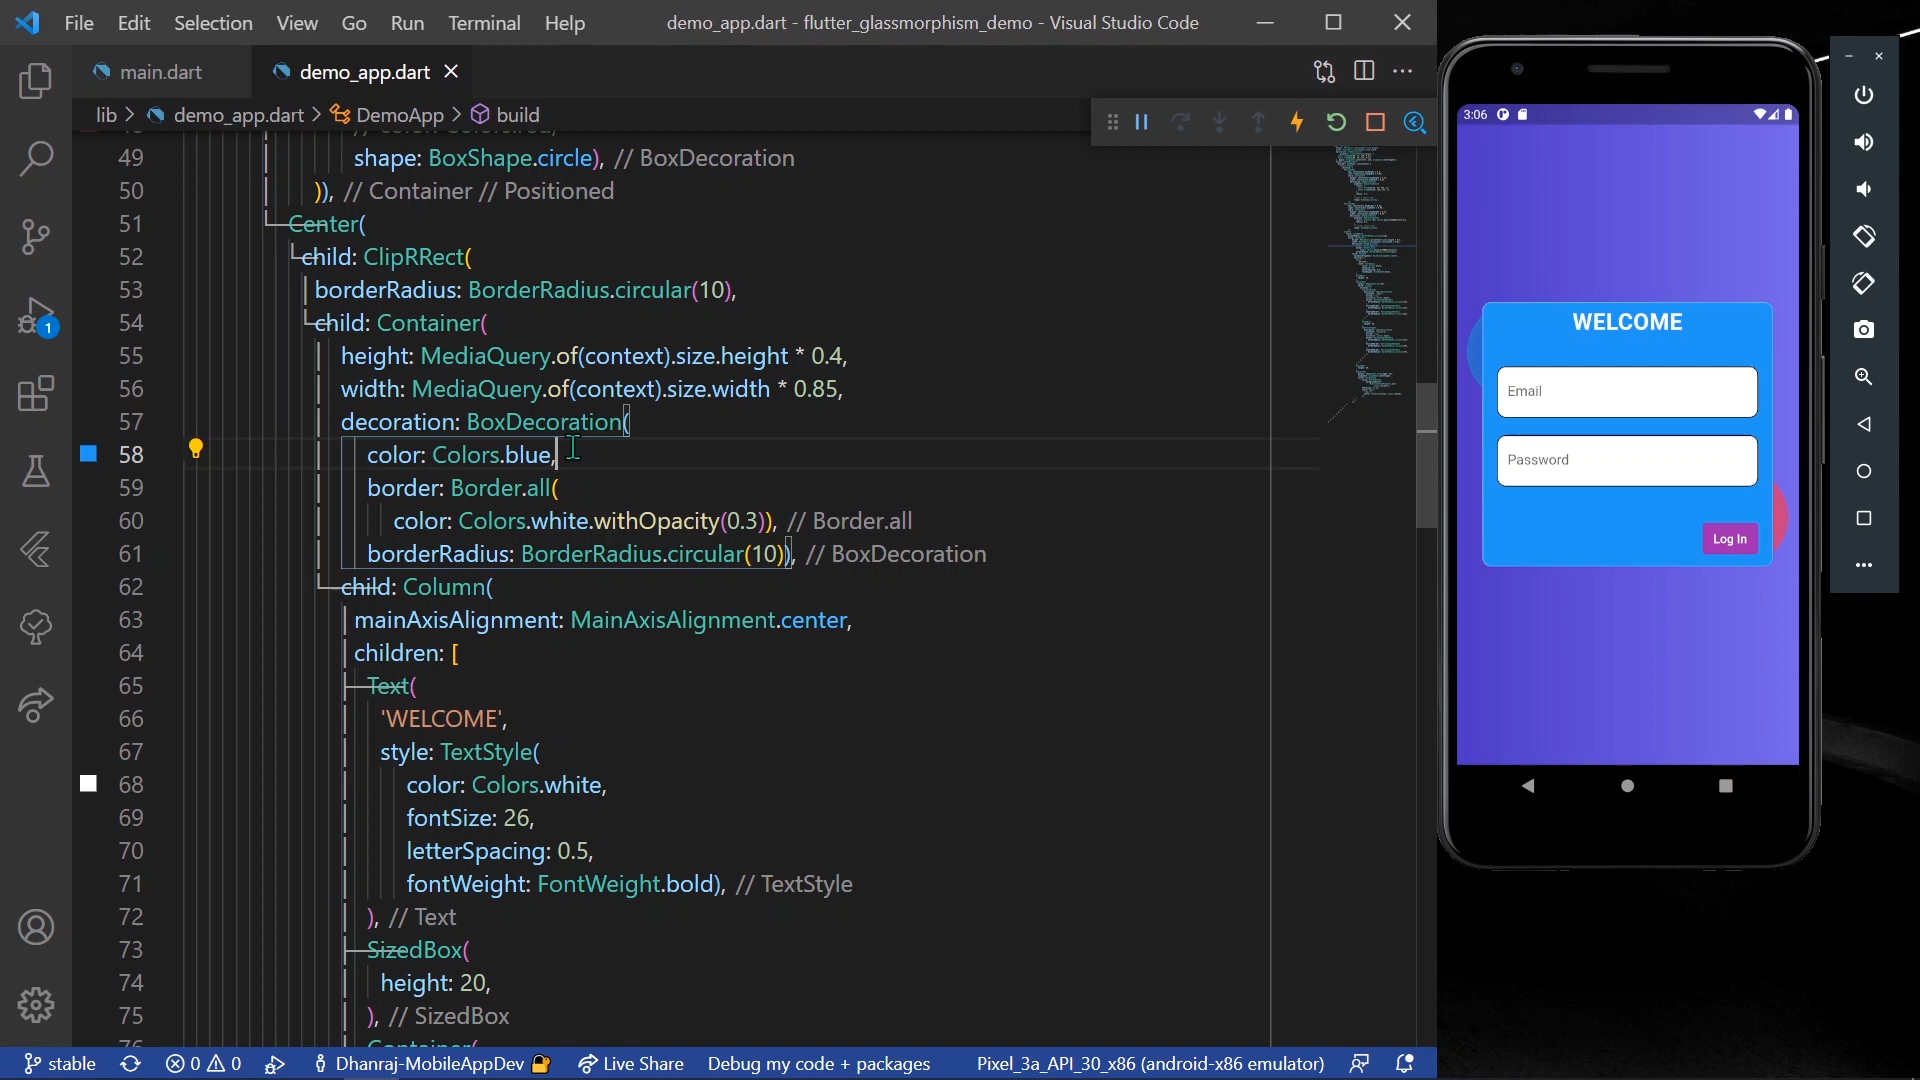 File Edit Selection View Go Run Terminal Help
demo_app.dart - flutter_glassmorphism_demo - Visual Studio Code
main.dart
demo_app.dart
lib > demo_app.dart > DemoApp > build
49 shape: BoxShape.circle), // BoxDecoration
50 )), // Container // Positioned
51 Center(
52 child: ClipRRect(
53 borderRadius: BorderRadius.circular(10),
54 child: Container(
55 height: MediaQuery.of(context).size.height * 0.4,
56 width: MediaQuery.of(context).size.width * 0.85,
57 decoration: BoxDecoration(
58 color: Colors.blue,
59 border: Border.all(
60 color: Colors.white.withOpacity(0.3)), // Border.all
61 borderRadius: BorderRadius.circular(10)), // BoxDecoration
62 child: Column(
63 mainAxisAlignment: MainAxisAlignment.center,
64 children: [
65 Text(
66 'WELCOME',
67 style: TextStyle(
68 color: Colors.white,
69 fontSize: 26,
70 letterSpacing: 0.5,
71 fontWeight: FontWeight.bold), // TextStyle
72 ), // Text
73 SizedBox(
74 height: 20,
75 ), // SizedBox
1
stable
0
0
Dhanraj-MobileAppDev
Live Share
Debug my code + packages
Pixel_3a_API_30_x86 (android-x86 emulator)
3:06
WELCOME
Email
Password
Log In